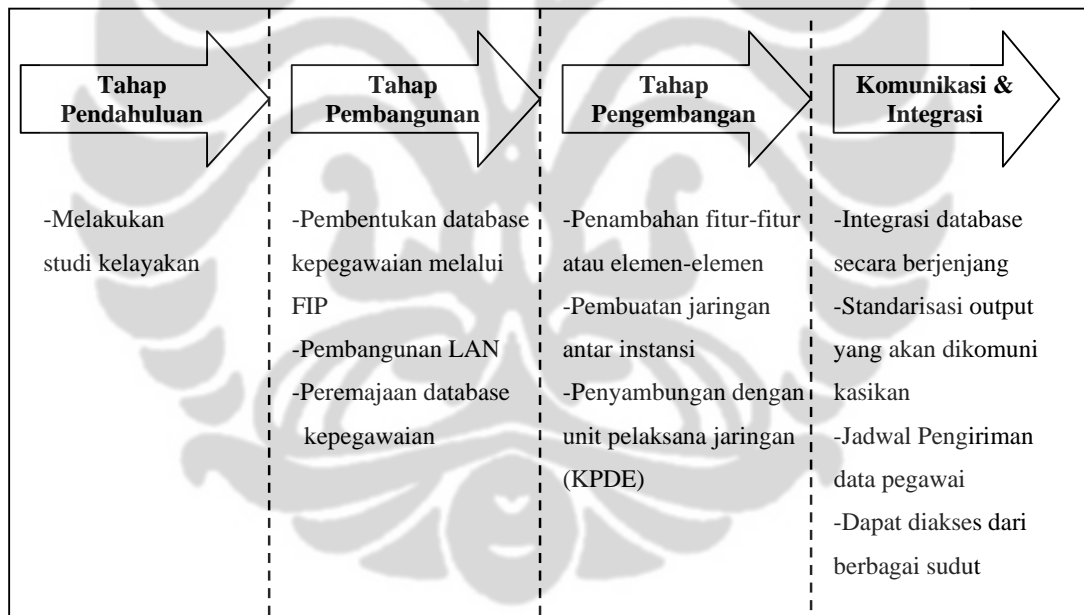 Tahap
Pendahuluan
-Melakukan
studi kelayakan
Tahap
Pembangunan
-Pembentukan database
kepegawaian melalui
FIP
-Pembangunan LAN
-Peremajaan database
kepegawaian
Tahap
Pengembangan
-Penambahan fitur-fitur
atau elemen-elemen
-Pembuatan jaringan
antar instansi
-Penyambungan dengan
unit pelaksana jaringan
(KPDE)
Komunikasi &
Integrasi
-Integrasi database
secara berjenjang
-Standarisasi output
yang akan dikomuni
kasikan
-Jadwal Pengiriman
data pegawai
-Dapat diakses dari
berbagai sudut